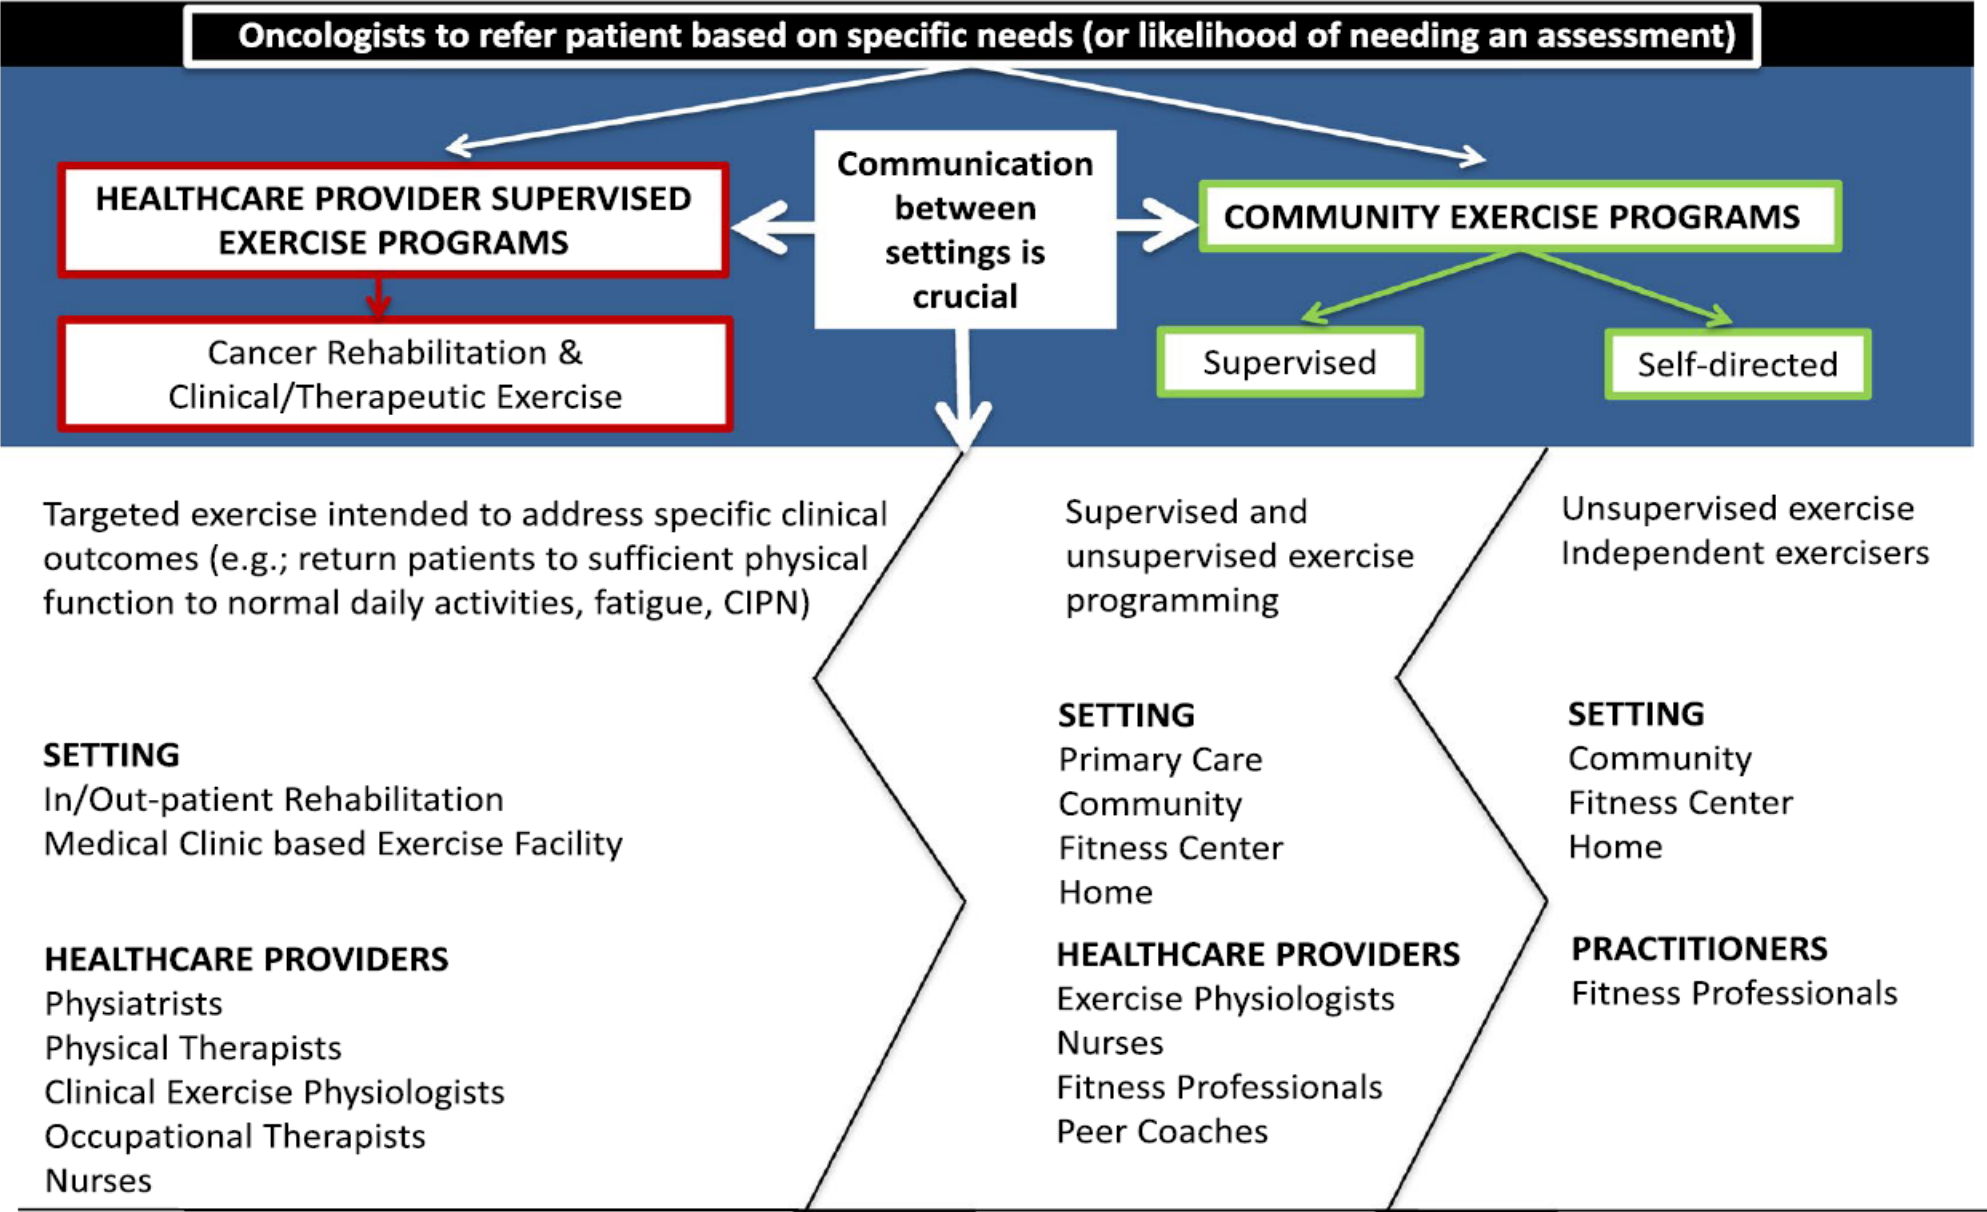 Oncologists to refer patient based on specific needs (or likelihood of needing an assessment)
HEALTHCARE PROVIDER SUPERVISED
EXERCISE PROGRAMS
Communication
between
settings is
crucial
COMMUNITY EXERCISE PROGRAMS
Cancer Rehabilitation &
Clinical/Therapeutic Exercise
Supervised
Self-directed
Targeted exercise intended to address specific clinical
outcomes (e.g.; return patients to sufficient physical
function to normal daily activities, fatigue, CIPN)
SETTING
In/Out-patient Rehabilitation
Medical Clinic based Exercise Facility
HEALTHCARE PROVIDERS
Physiatrists
Physical Therapists
Clinical Exercise Physiologists
Occupational Therapists
Nurses
Supervised and
unsupervised exercise
programming
SETTING
Primary Care
Community
Fitness Center
Home
HEALTHCARE PROVIDERS
Exercise Physiologists
Nurses
Fitness Professionals
Peer Coaches
Unsupervised exercise
Independent exercisers
SETTING
Community
Fitness Center
Home
PRACTITIONERS
Fitness Professionals